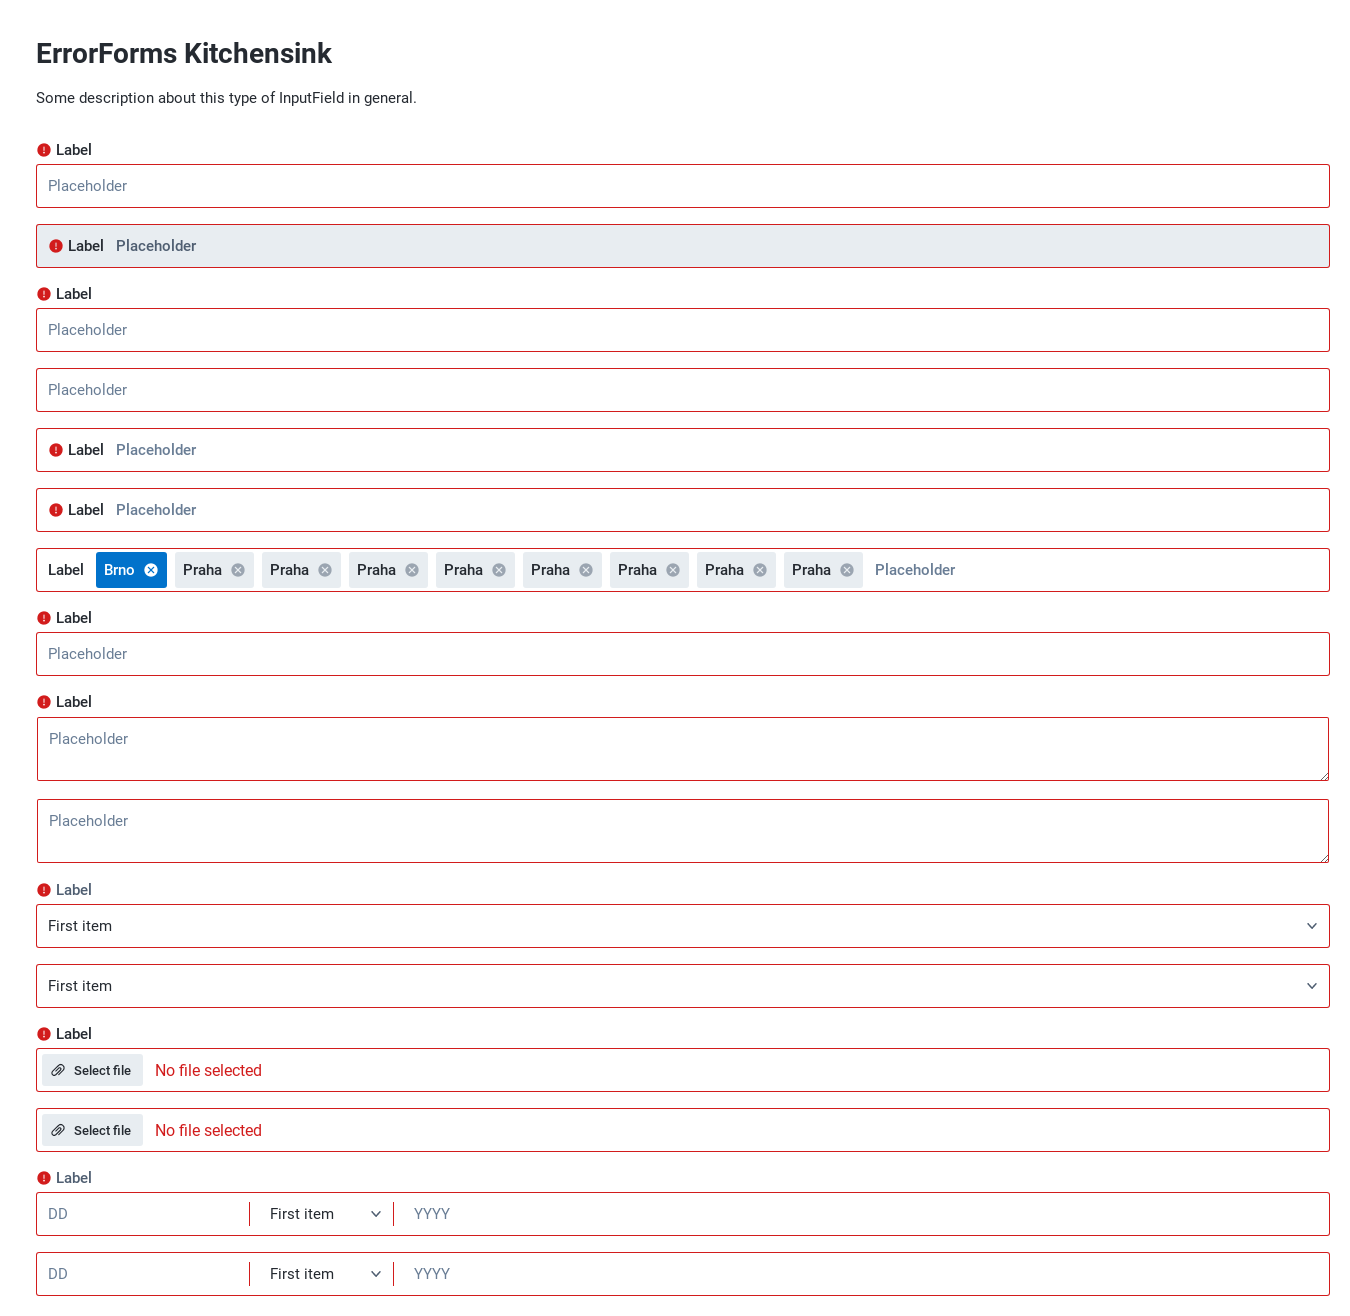 ErrorForms Kitchensink
Some description about this type of InputField in general.
Label
Placeholder
Label Placeholder
Label
Placeholder
Placeholder
Label Placeholder
Label Placeholder
Label Brno Praha Praha Praha Praha Praha Praha Praha Praha Placeholder
Label
Placeholder
Label
Placeholder
Placeholder
Label
First item
First item
Label
Select file No file selected
Select file No file selected
Label
DD First item YYYY
DD First item YYYY